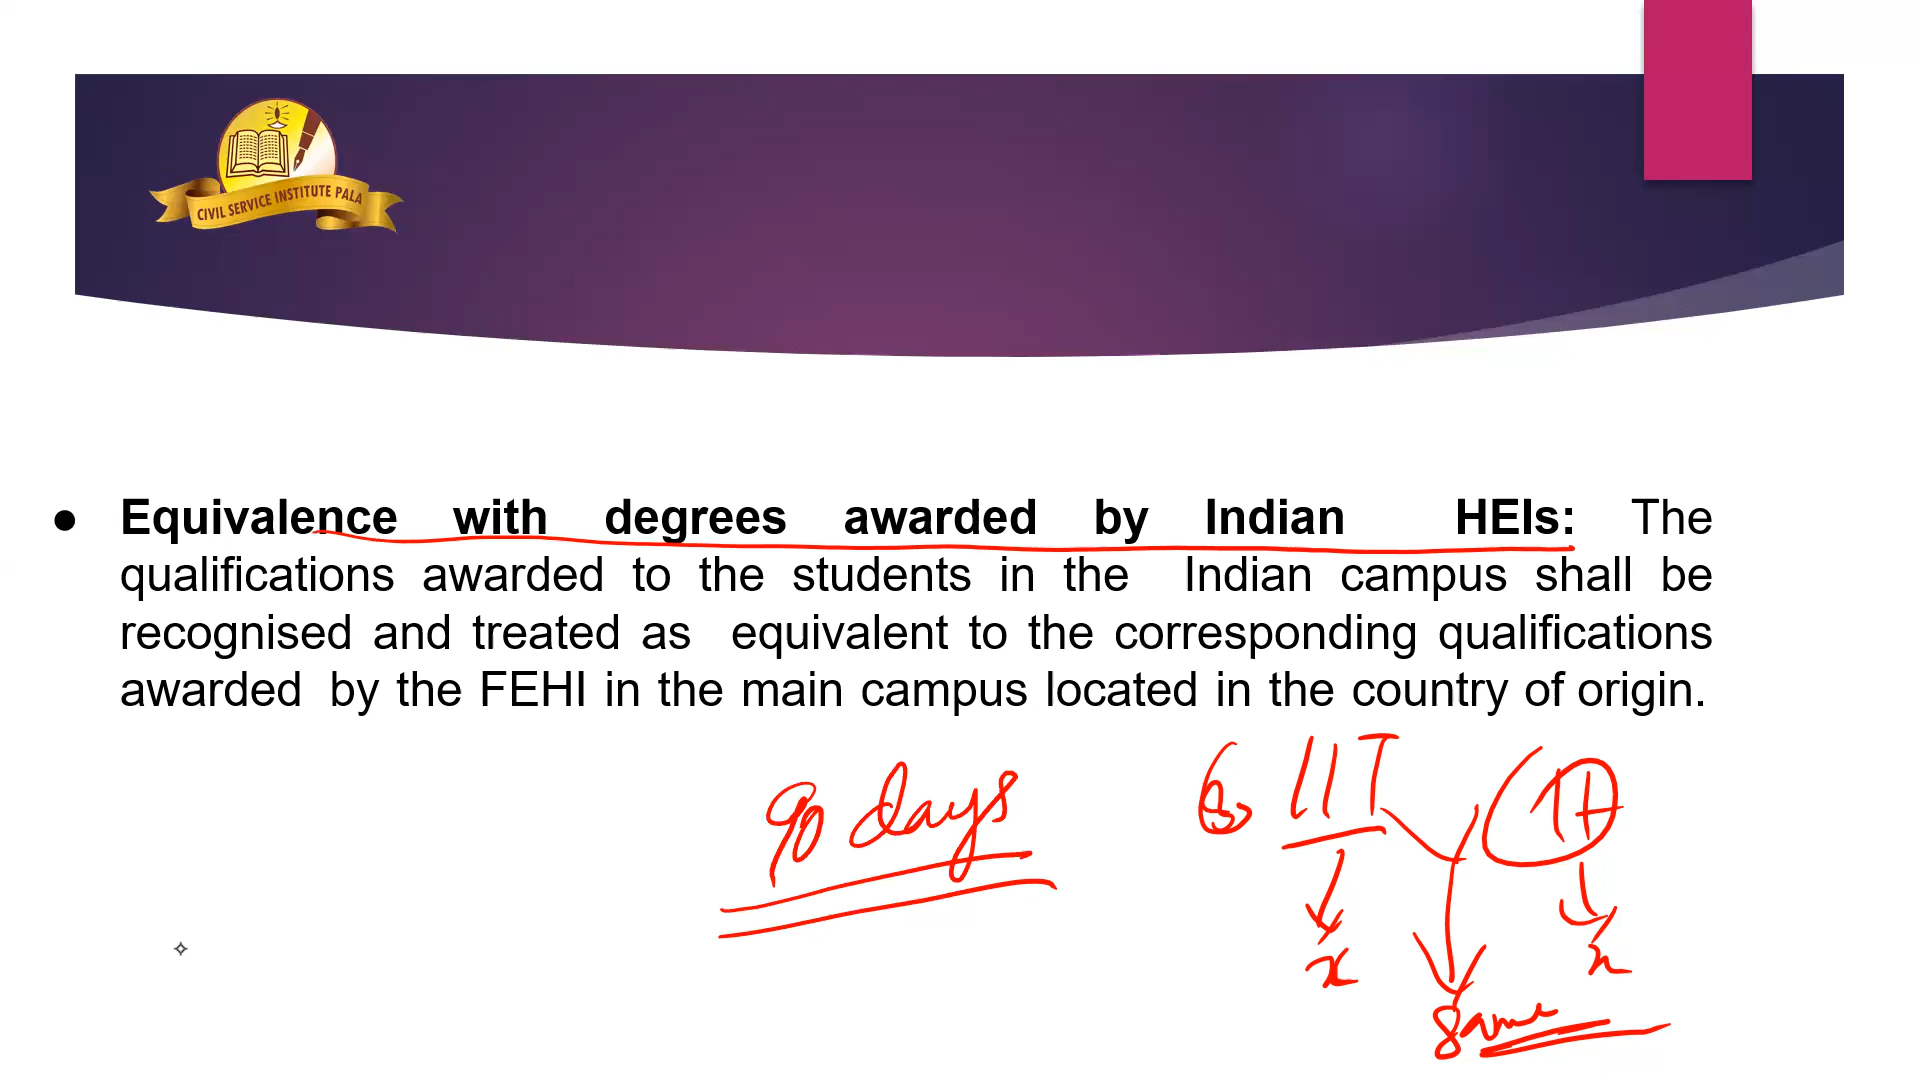 CIVIL SERVICE INSTITUTE PALA
● Equivalence with degrees awarded by Indian HEIs: The
qualifications awarded to the students in the Indian campus shall be
recognised and treated as equivalent to the corresponding qualifications
awarded by the FEHI in the main campus located in the country of origin.
90 days
IIT
x
same